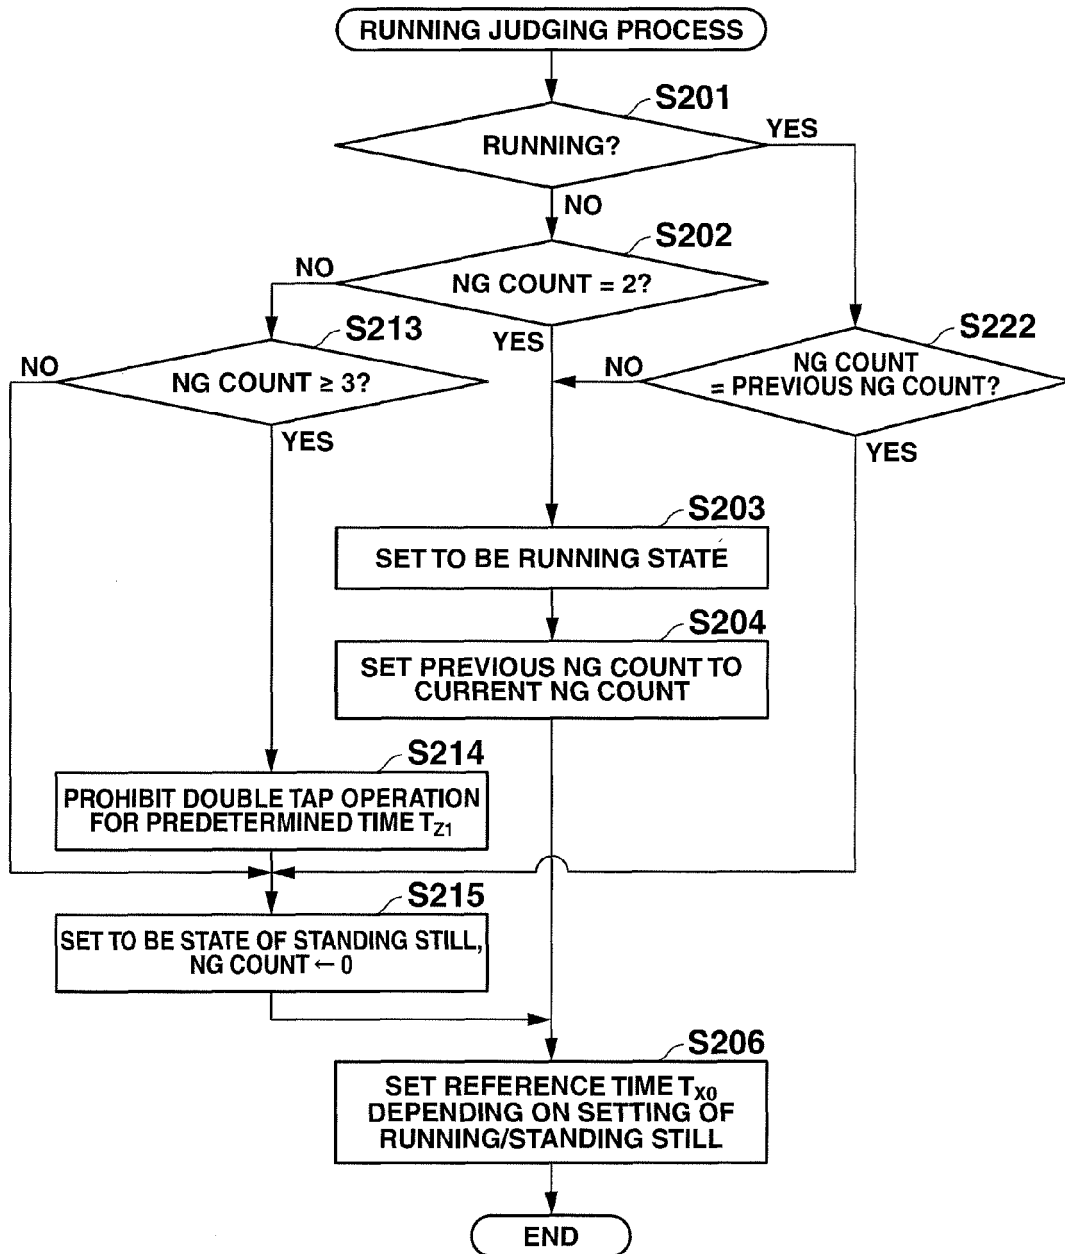 RUNNING JUDGING PROCESS
S201
RUNNING?
YES
NO
S202
NG COUNT = 2?
NO
YES
S213
NG COUNT ≥ 3?
NO
YES
S222
NG COUNT
= PREVIOUS NG COUNT?
NO
YES
S203
SET TO BE RUNNING STATE
S204
SET PREVIOUS NG COUNT TO
CURRENT NG COUNT
S214
PROHIBIT DOUBLE TAP OPERATION
FOR PREDETERMINED TIME TZ1
S215
SET TO BE STATE OF STANDING STILL,
NG COUNT ← 0
S206
SET REFERENCE TIME TX0
DEPENDING ON SETTING OF
RUNNING/STANDING STILL
END